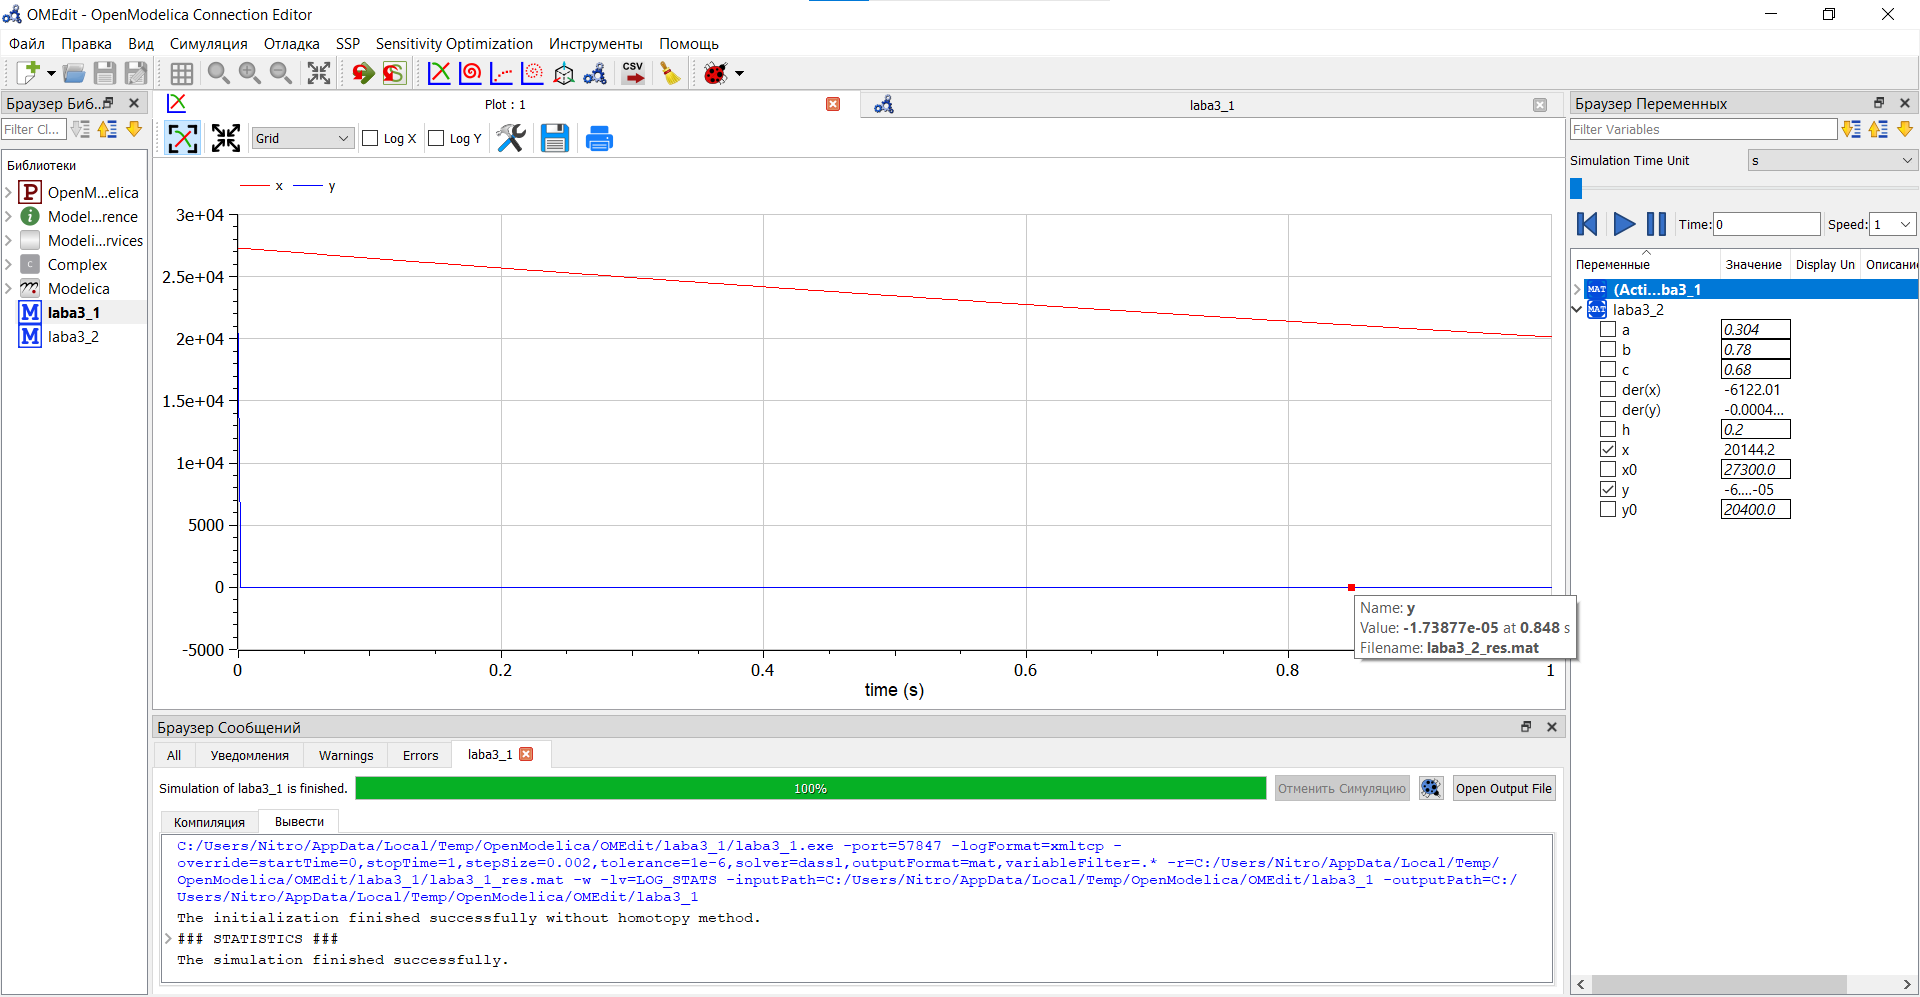 OMEdit - OpenModelica Connection Editor
Файл Правка Вид Симуляция Отладка SSP Sensitivity Optimization Инструменты Помощь
CSV
Браузер Биб..
Filter Cl...
Библиотеки
P OpenM...elica
i Model...rence
Modeli...rvices
c Complex
Modelica
M laba3_1
M laba3_2
Plot : 1
laba3_1
Grid
Log X
Log Y
x y
3e+04
2.5e+04
2e+04
1.5e+04
1e+04
5000
0
-5000
0 0.2 0.4 0.6 0.8 1
time (s)
Name: y
Value: -1.73877e-05 at 0.848 s
Filename: laba3_2_res.mat
Браузер Сообщений
All Уведомления Warnings Errors laba3_1
Simulation of laba3_1 is finished. 100% Отменить Симуляцию Open Output File
Компиляция Вывести
C:/Users/Nitro/AppData/Local/Temp/OpenModelica/OMEdit/laba3_1/laba3_1.exe -port=57847 -logFormat=xmltcp -
override=startTime=0,stopTime=1,stepSize=0.002,tolerance=1e-6,solver=dassl,outputFormat=mat,variableFilter=.* -r=C:/Users/Nitro/AppData/Local/Temp/
OpenModelica/OMEdit/laba3_1/laba3_1_res.mat -w -lv=LOG_STATS -inputPath=C:/Users/Nitro/AppData/Local/Temp/OpenModelica/OMEdit/laba3_1 -outputPath=C:/
Users/Nitro/AppData/Local/Temp/OpenModelica/OMEdit/laba3_1
The initialization finished successfully without homotopy method.
### STATISTICS ###
The simulation finished successfully.
Браузер Переменных
Filter Variables
Simulation Time Unit s
Time: 0 Speed: 1
Переменные Значение Display Un Описание
MAT (Acti...ba3_1
MAT laba3_2
a 0.304
b 0.78
c 0.68
der(x) -6122.01
der(y) -0.0004...
h 0.2
x 20144.2
x0 27300.0
y -6....-05
y0 20400.0